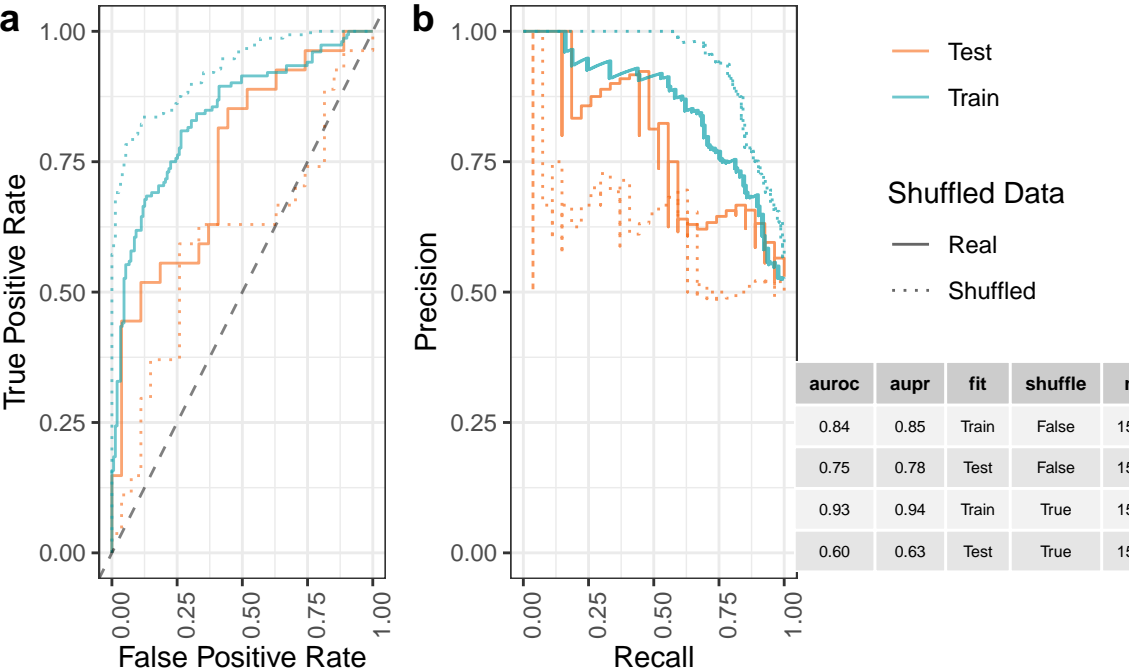 a
True Positive Rate
1.00
0.75
0.50
0.25
0.00
0.00
0.25
0.50
0.75
1.00
False Positive Rate
b
Precision
1.00
0.75
0.50
0.25
0.00
0.00
0.25
0.50
0.75
1.00
Recall
Test
Train
Shuffled Data
Real
Shuffled
auroc aupr fit shuffle
0.84 0.85 Train False 15
0.75 0.78 Test False 15
0.93 0.94 Train True 15
0.60 0.63 Test True 15